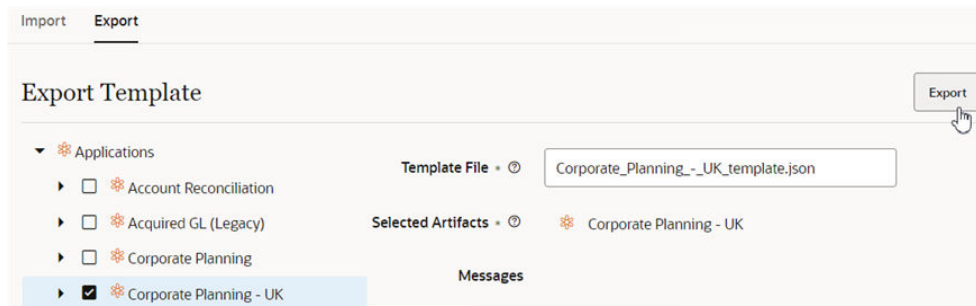 Import Export
Export Template
Export
Applications
Account Reconciliation
Acquired GL (Legacy)
Corporate Planning
Corporate Planning - UK
Template File * ?
Corporate_Planning_-_UK_template.json
Selected Artifacts * ?
Corporate Planning - UK
Messages